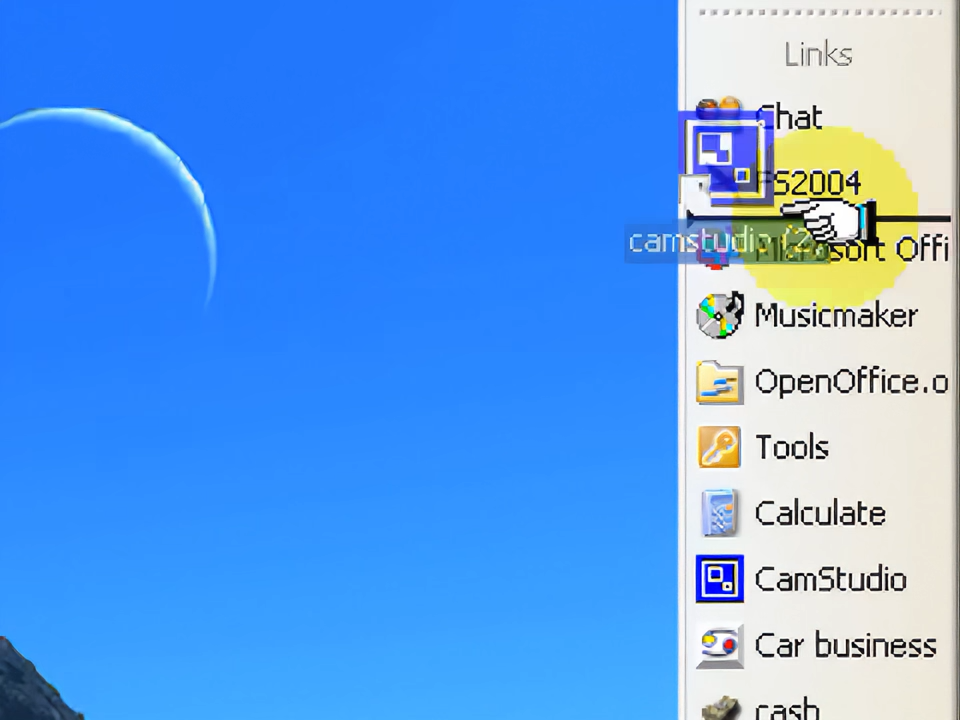 Links
Chat
FS2004
camstudio (2
Microsoft Offi
Musicmaker
OpenOffice.o
Tools
Calculate
CamStudio
Car business
cash